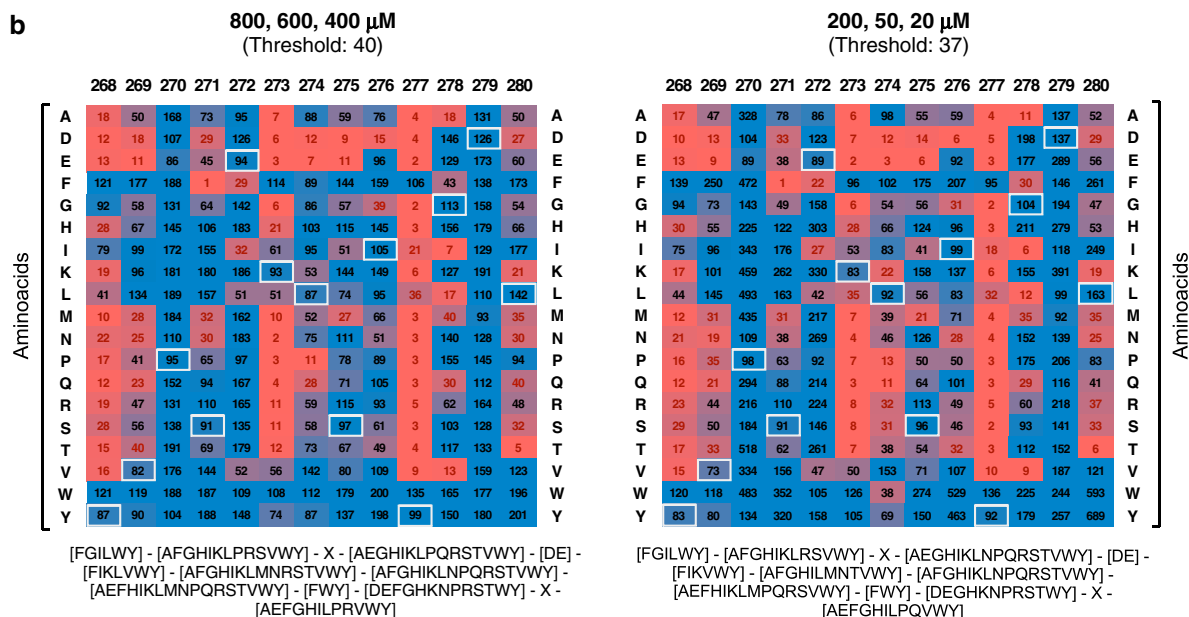 b
800, 600, 400 µM
(Threshold: 40)
268 269 270 271 272 273 274 275 276 277 278 279 280
A 18 50 168 73 95 7 88 59 76 4 18 131 50 A
D 12 18 107 29 126 6 12 9 15 4 146 126 33 D
E 13 11 86 45 94 3 7 11 96 2 129 173 60 E
F 121 177 188 1 29 114 89 144 159 106 43 138 173 F
G 92 58 131 64 142 6 86 57 39 2 113 158 54 G
H 28 67 145 106 183 21 103 115 145 3 156 179 66 H
I 79 99 172 155 32 61 95 51 105 21 7 129 177 I
K 19 96 181 180 186 93 53 144 149 6 127 191 21 K
L 41 134 189 157 51 51 87 74 95 36 17 110 142 L
M 10 28 184 32 162 10 52 27 66 3 40 93 35 M
N 22 25 110 30 183 2 75 111 51 3 140 128 30 N
P 17 41 95 65 97 3 11 78 89 3 155 145 94 P
Q 12 23 152 94 167 4 28 71 105 3 30 112 40 Q
R 19 47 131 110 165 11 59 115 93 5 62 164 48 R
S 28 56 138 91 135 11 58 97 61 3 103 128 32 S
T 15 40 191 69 179 12 73 67 49 4 117 133 5 T
V 16 82 176 144 52 56 142 80 109 9 13 159 123 V
W 121 119 188 187 109 108 112 179 200 135 165 177 196 W
Y 87 90 104 188 148 74 87 137 198 99 150 180 201 Y
Aminoacids
[FGILWY] - [AFGHIKLPRSVWY] - X - [AEGHIKLPQRSTVWY] - [DE] -
[FIKLVWY] - [AFGHIKLMNRSTVWY] - [AFGHIKLNPQRSTVWY] -
[AEFHIKLMNPQRSTVWY] - [FWY] - [DEFGHKNPRSTWY] - X -
[AEFGHILPRVWY]
200, 50, 20 µM
(Threshold: 37)
268 269 270 271 272 273 274 275 276 277 278 279 280
A 17 47 328 78 86 6 98 55 59 4 11 137 52 A
D 10 13 104 33 123 7 12 14 6 5 198 137 29 D
E 13 9 89 38 89 2 3 6 92 3 177 289 56 E
F 139 250 472 1 22 96 102 175 207 95 30 146 261 F
G 94 73 143 49 158 6 54 56 31 2 104 194 47 G
H 30 55 225 122 303 28 66 124 96 3 211 279 53 H
I 75 96 343 176 27 53 83 41 99 18 6 118 249 I
K 17 101 459 262 330 83 22 158 137 6 155 391 19 K
L 44 145 493 163 42 35 92 56 83 32 12 99 163 L
M 12 31 435 31 217 7 39 21 71 4 35 92 35 M
N 21 19 109 38 269 4 46 126 28 4 152 139 25 N
P 16 35 98 63 92 7 13 50 50 3 175 206 83 P
Q 12 21 294 88 214 3 11 64 101 3 29 116 41 Q
R 23 44 216 110 224 8 32 113 49 5 60 218 37 R
S 29 50 184 91 146 8 31 96 46 2 93 141 33 S
T 17 33 518 62 261 7 38 54 32 3 112 152 6 T
V 15 73 334 156 47 50 153 71 107 10 9 187 121 V
W 120 118 483 352 105 126 38 274 529 136 225 244 593 W
Y 83 80 134 320 158 105 69 150 463 92 179 257 689 Y
Aminoacids
[FGILWY] - [AFGHIKLRSVWY] - X - [AEGHIKLNPQRSTVWY] - [DE] -
[FIKVWY] - [AFGHILMNTVWY] - [AFGHIKLNPQRSTVWY] -
[AEFHIKLMPQRSVWY] - [FWY] - [DEGHKNPRSTWY] - X -
[AEFGHILPQVWY]